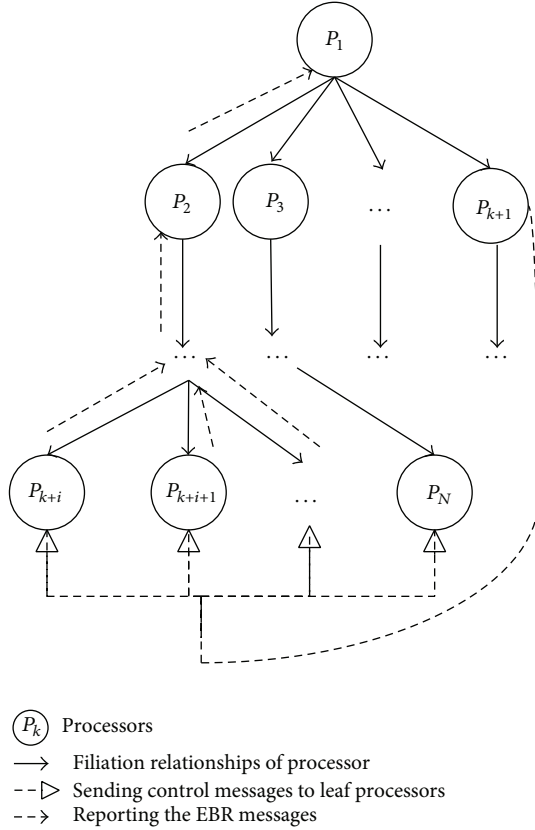 P1
P2 P3 ... Pk+1
... ... ... ...
Pk+i Pk+i+1 ... PN
Pk Processors
Filiation relationships of processor
Sending control messages to leaf processors
Reporting the EBR messages